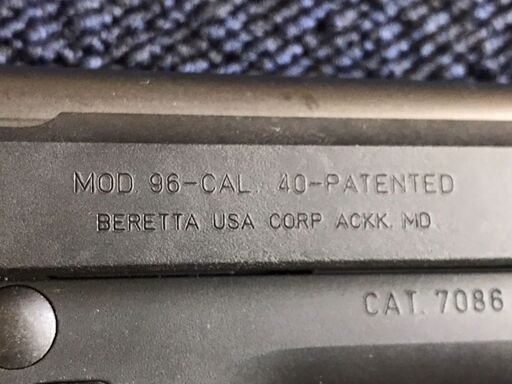 MOD. 96-CAL. 40-PATENTED
BERETTA USA CORP ACKK. MD
CAT. 7086